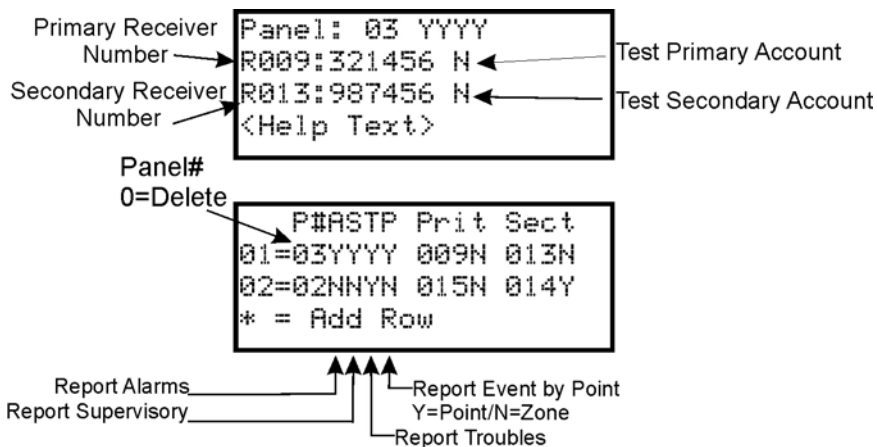 Primary Receiver
Number
Panel: 03 YYYY
R009:321456 N
Test Primary Account
Secondary Receiver
Number
R013:987456 N
Test Secondary Account
<Help Text>
Panel#
0=Delete
P#ASTP Prit Sect
01=03YYYY 009N 013N
02=02NNYN 015N 014Y
* = Add Row
Report Alarms
Report Supervisory
Report Event by Point
Y=Point/N=Zone
Report Troubles